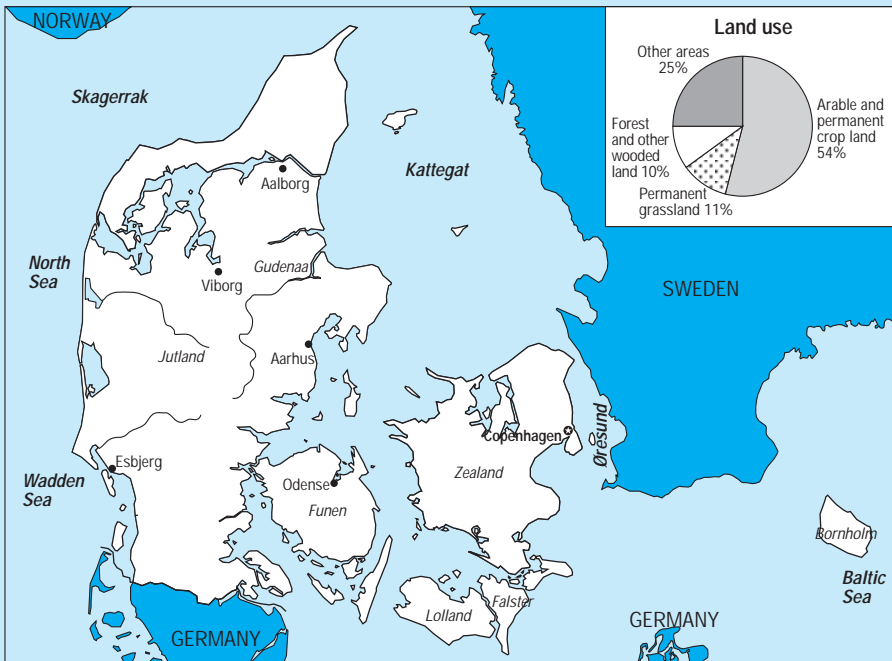 NORWAY
Land use
Other areas
25%
Arable and
permanent
crop land
54%
Forest
and other
wooded
land 10%
Permanent
grassland 11%
Skagerrak
Kattegat
Aalborg
North
Sea
Gudenaa
Viborg
SWEDEN
Jutland
Aarhus
Copenhagen
Øresund
Esbjerg
Wadden
Sea
Odense
Funen
Zealand
Bornholm
Baltic
Sea
Lolland
Falster
GERMANY
GERMANY